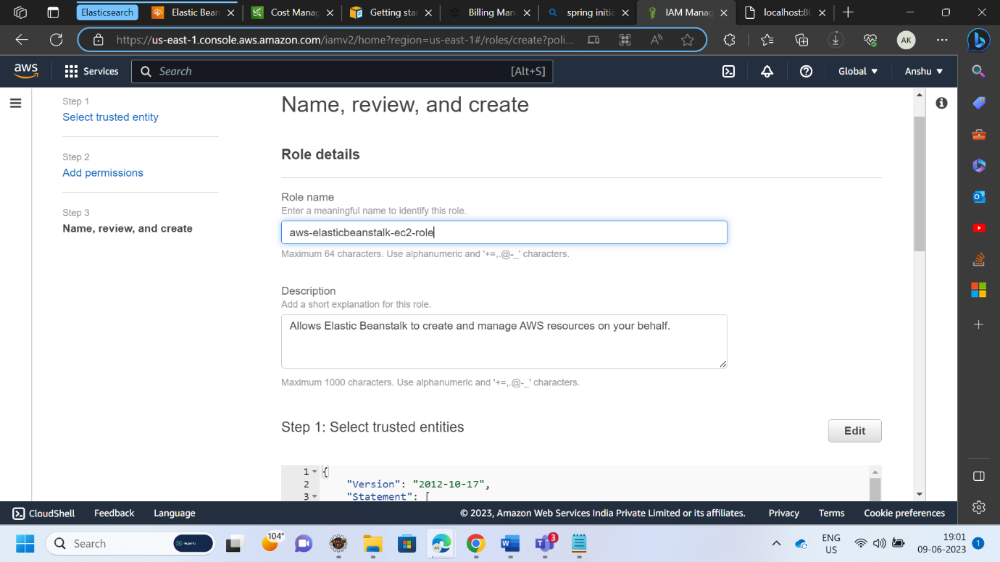 Elasticsearch
Elastic Bean
Cost Manag
Getting star
Billing Man
spring initia
IAM Manag
localhost:80
https://us-east-1.console.aws.amazon.com/iamv2/home?region=us-east-1#/roles/create?poli...
AK
aws
Services
Search
[Alt+S]
Global
Anshu
Step 1
Select trusted entity
Step 2
Add permissions
Step 3
Name, review, and create
Name, review, and create
Role details
Role name
Enter a meaningful name to identify this role.
aws-elasticbeanstalk-ec2-role
Maximum 64 characters. Use alphanumeric and '+=,.@-_' characters.
Description
Add a short explanation for this role.
Allows Elastic Beanstalk to create and manage AWS resources on your behalf.
Maximum 1000 characters. Use alphanumeric and '+=,.@-_' characters.
Step 1: Select trusted entities
Edit
1 {
2 "Version": "2012-10-17",
3 "Statement": [
CloudShell
Feedback
Language
© 2023, Amazon Web Services India Private Limited or its affiliates.
Privacy
Terms
Cookie preferences
Search
104°
3
ENG
US
19:01
09-06-2023
1